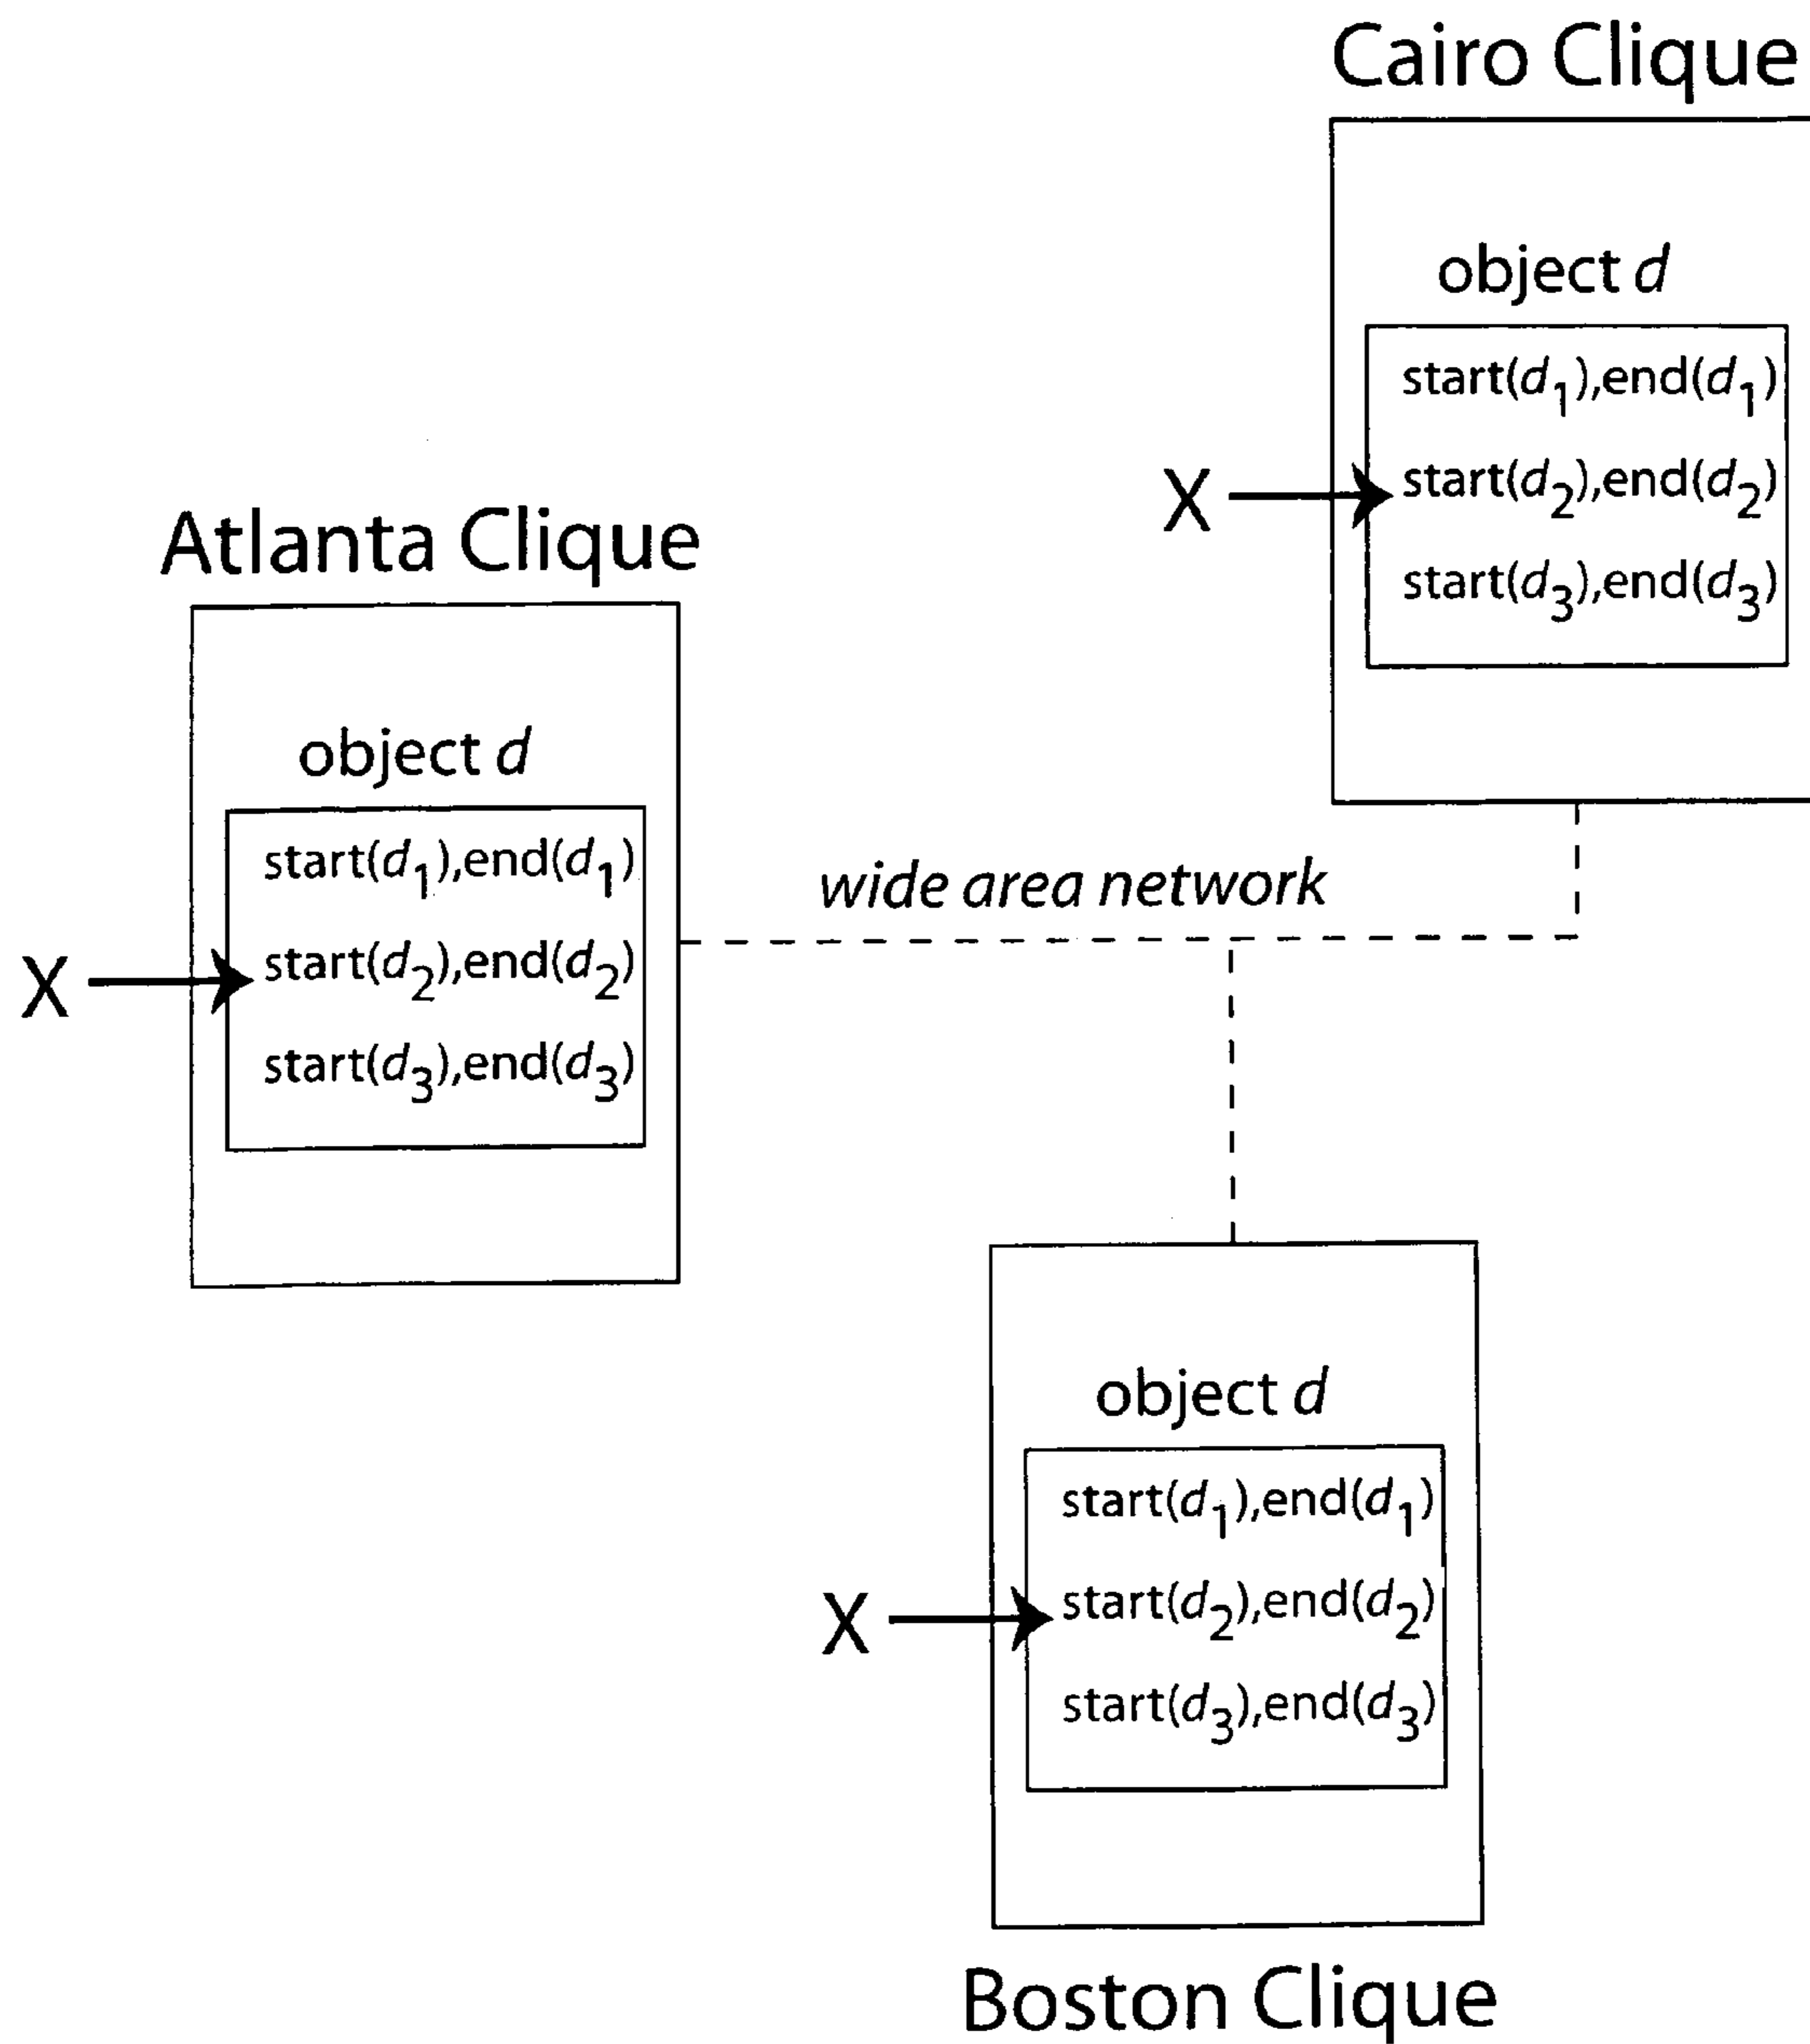 Cairo Clique
object d
start(d1),end(d1)
X
start(d2),end(d2)
start(d3),end(d3)
Atlanta Clique
object d
start(d1),end(d1)
X
start(d2),end(d2)
start(d3),end(d3)
wide area network
object d
start(d1),end(d1)
X
start(d2),end(d2)
start(d3),end(d3)
Boston Clique